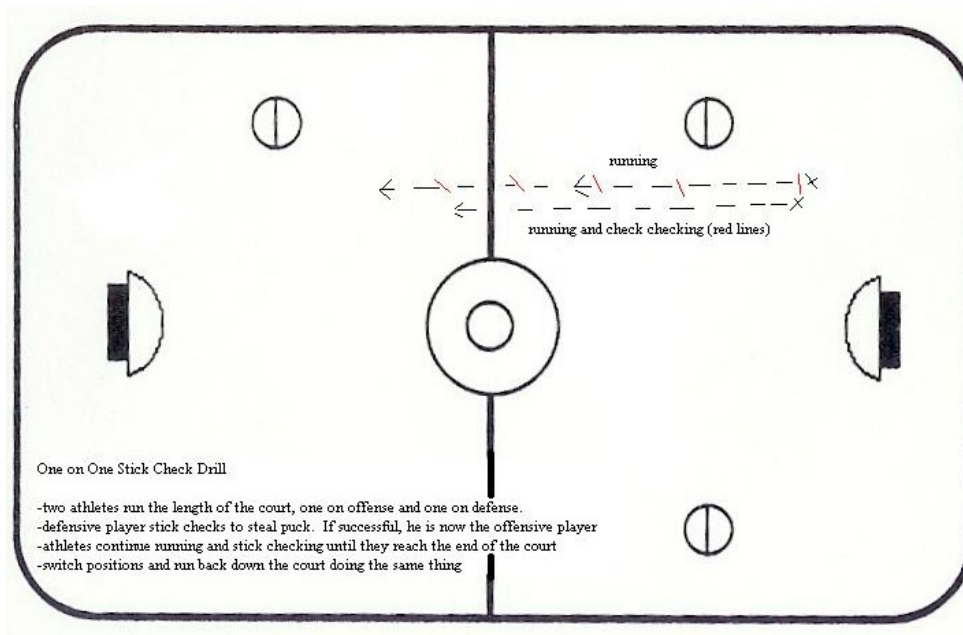 running
running and check checking (red lines)
One on One Stick Check Drill
-two athletes run the length of the court, one on offense and one on defense.
-defensive player stick checks to steal puck.  If successful, he is now the offensive player
-athletes continue running and stick checking until they reach the end of the court
-switch positions and run back down the court doing the same thing